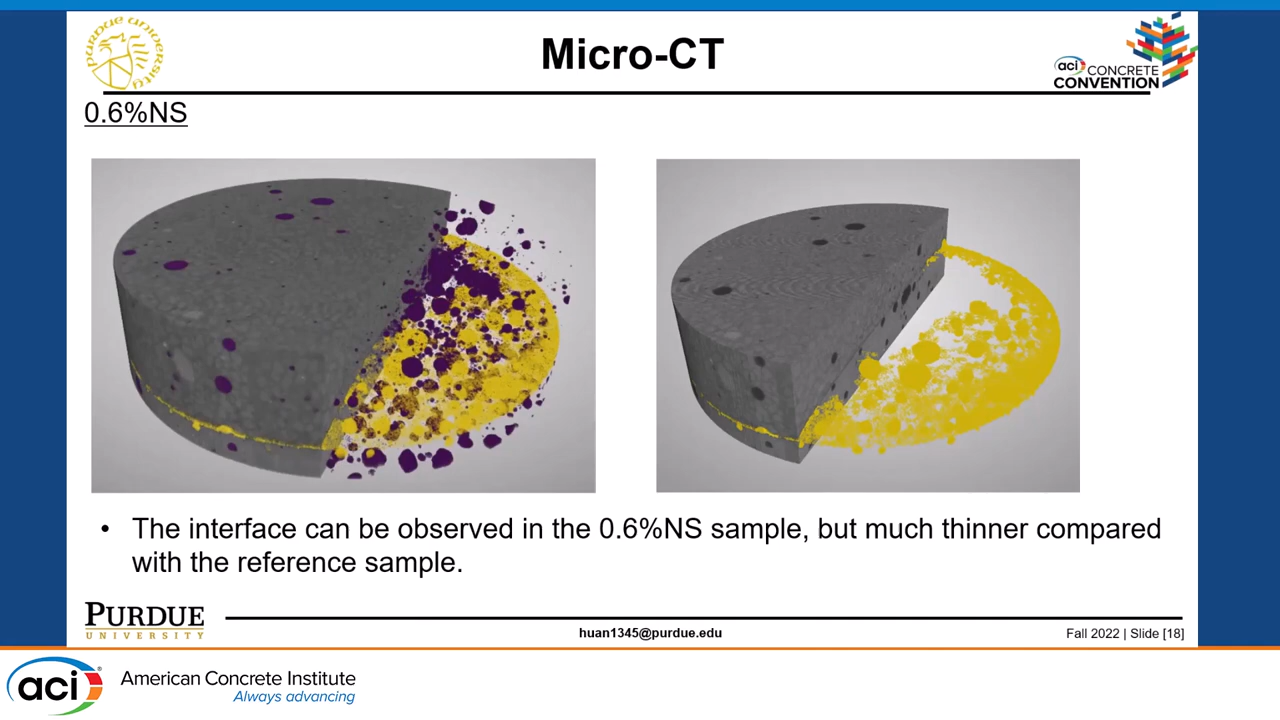 PURDUE UNIVERSITY
Micro-CT
aci CONCRETE
CONVENTION
0.6%NS
• The interface can be observed in the 0.6%NS sample, but much thinner compared
with the reference sample.
PURDUE
UNIVERSITY
huan1345@purdue.edu
Fall 2022 | Slide [18]
aci®
American Concrete Institute
Always advancing